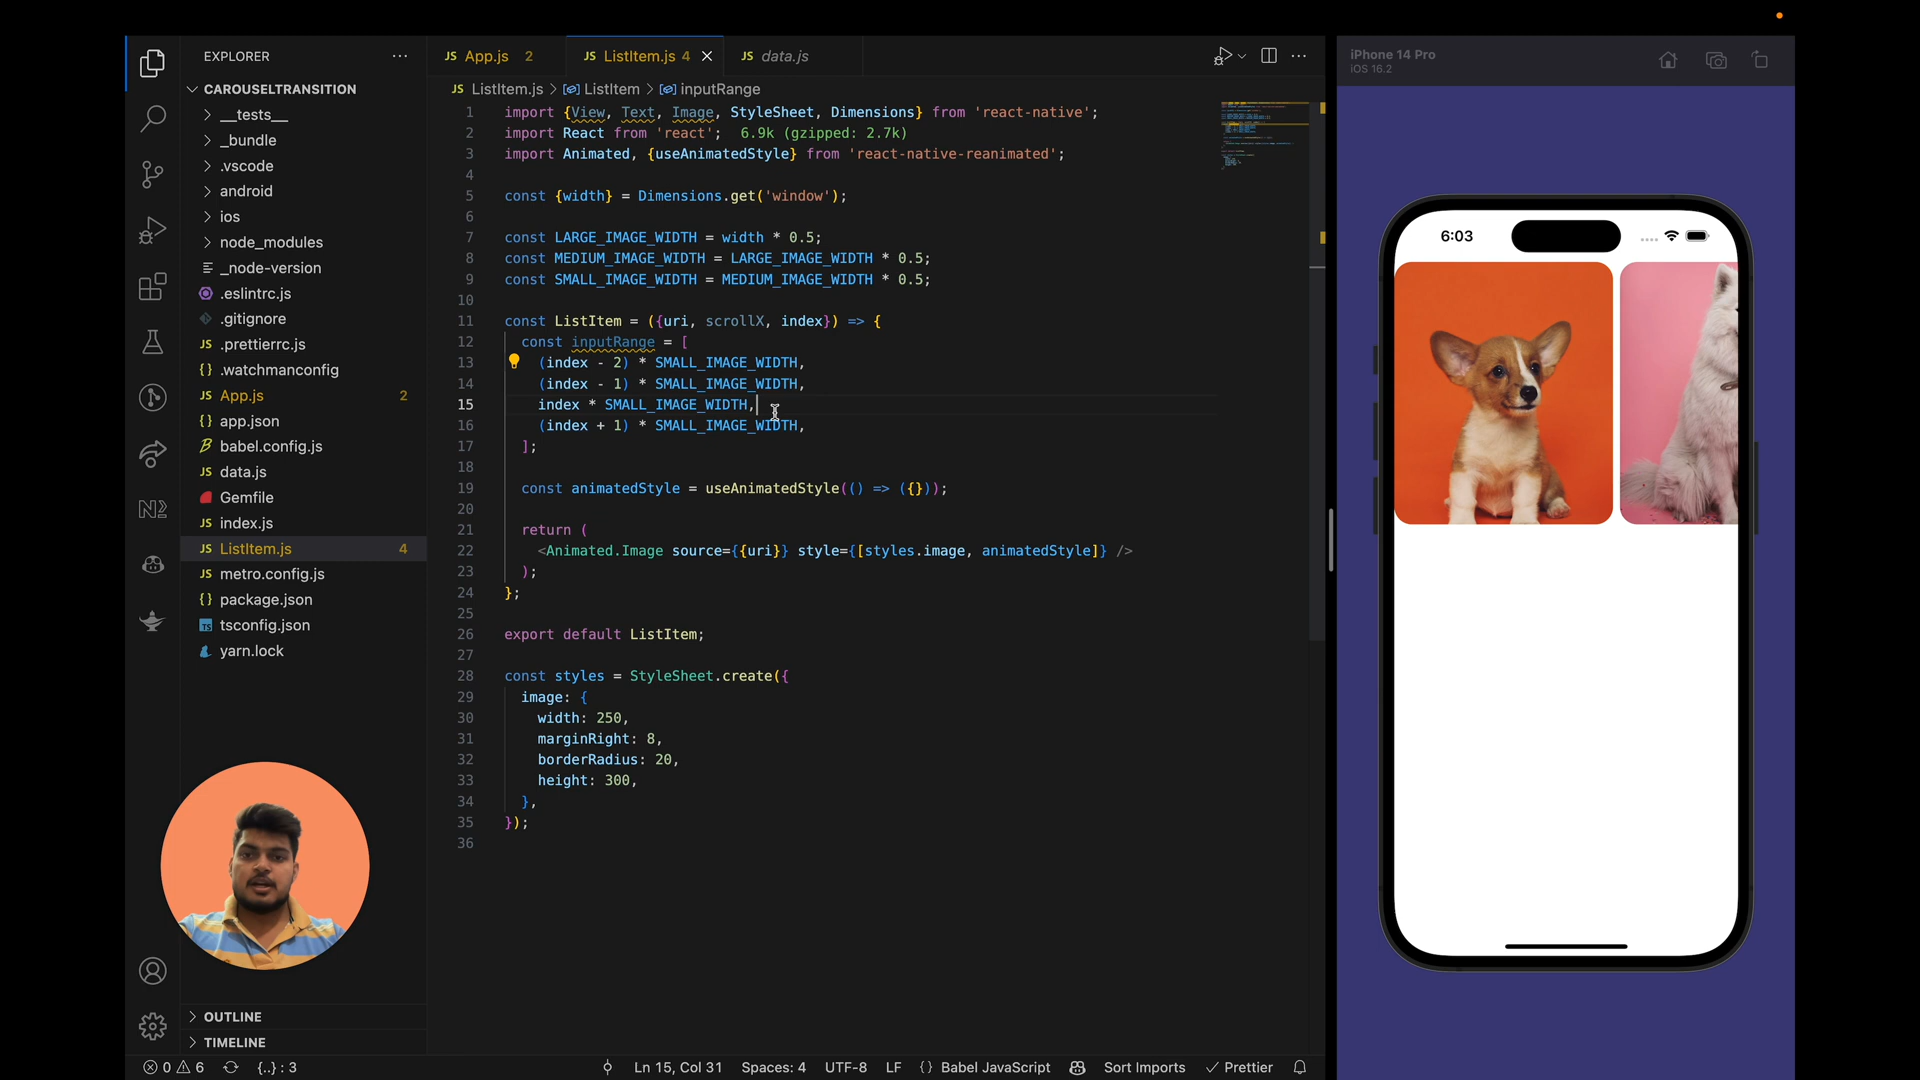 EXPLORER
CAROUSELTRANSITION
__tests__
_bundle
.vscode
android
ios
node_modules
_node-version
.eslintrc.js
.gitignore
.prettierrc.js
.watchmanconfig
App.js 2
app.json
babel.config.js
data.js
Gemfile
index.js
ListItem.js 4
metro.config.js
package.json
tsconfig.json
yarn.lock
OUTLINE
TIMELINE
JS App.js 2
JS ListItem.js 4
JS data.js
JS ListItem.js > ListItem > inputRange
1 import {View, Text, Image, StyleSheet, Dimensions} from 'react-native';
2 import React from 'react'; 6.9k (gzipped: 2.7k)
3 import Animated, {useAnimatedStyle} from 'react-native-reanimated';
4
5 const {width} = Dimensions.get('window');
6
7 const LARGE_IMAGE_WIDTH = width * 0.5;
8 const MEDIUM_IMAGE_WIDTH = LARGE_IMAGE_WIDTH * 0.5;
9 const SMALL_IMAGE_WIDTH = MEDIUM_IMAGE_WIDTH * 0.5;
10
11 const ListItem = ({uri, scrollX, index}) => {
12 const inputRange = [
13 (index - 2) * SMALL_IMAGE_WIDTH,
14 (index - 1) * SMALL_IMAGE_WIDTH,
15 index * SMALL_IMAGE_WIDTH,
16 (index + 1) * SMALL_IMAGE_WIDTH,
17 ];
18
19 const animatedStyle = useAnimatedStyle(() => ({}));
20
21 return (
22 <Animated.Image source={{uri}} style={[styles.image, animatedStyle]} />
23 );
24 };
25
26 export default ListItem;
27
28 const styles = StyleSheet.create({
29 image: {
30 width: 250,
31 marginRight: 8,
32 borderRadius: 20,
33 height: 300,
34 },
35 });
36
0 6 {..} : 3 Ln 15, Col 31 Spaces: 4 UTF-8 LF {} Babel JavaScript Sort Imports Prettier
iPhone 14 Pro
iOS 16.2
6:03